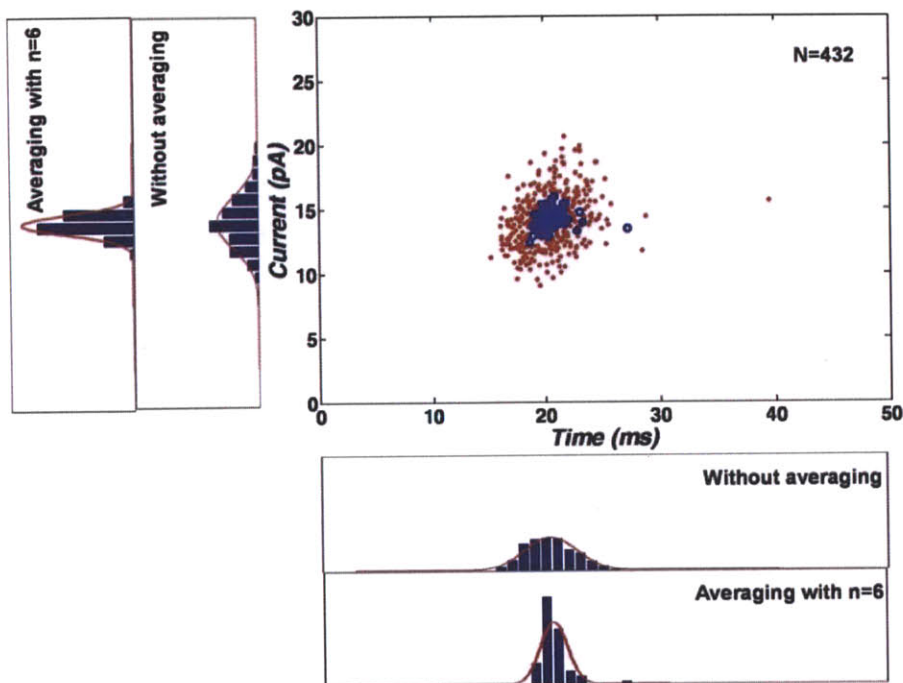 Averaging with n=6
Without averaging
Current (pA)
30
25
20
15
10
5
0
N=432
0 10 20 30 40 50
Time (ms)
Without averaging
Averaging with n=6